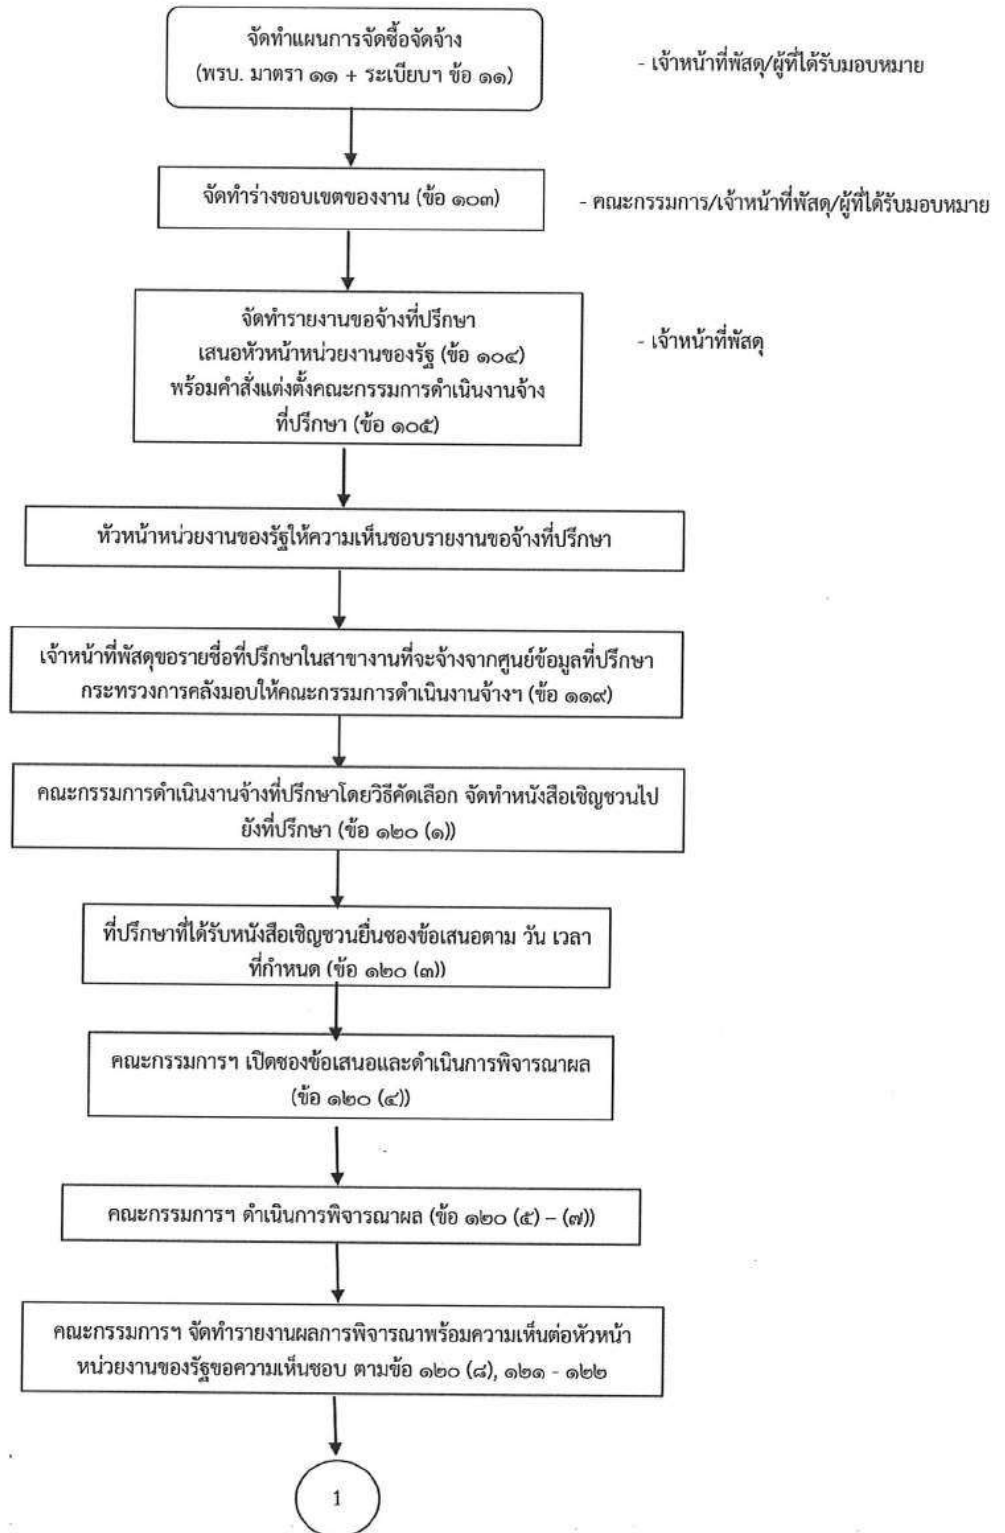 จัดทำแผนการจัดซื้อจัดจ้าง
(พรบ. มาตรา ๑๑ + ระเบียบฯ ข้อ ๑๑)
- เจ้าหน้าที่พัสดุ/ผู้ที่ได้รับมอบหมาย
จัดทำร่างขอบเขตของงาน (ข้อ ๑๐๓)
- คณะกรรมการ/เจ้าหน้าที่พัสดุ/ผู้ที่ได้รับมอบหมาย
จัดทำรายงานขอจ้างที่ปรึกษา
เสนอหัวหน้าหน่วยงานของรัฐ (ข้อ ๑๐๔)
พร้อมคำสั่งแต่งตั้งคณะกรรมการดำเนินงานจ้าง
ที่ปรึกษา (ข้อ ๑๐๕)
- เจ้าหน้าที่พัสดุ
หัวหน้าหน่วยงานของรัฐให้ความเห็นชอบรายงานขอจ้างที่ปรึกษา
เจ้าหน้าที่พัสดุขอรายชื่อที่ปรึกษาในสาขางานที่จะจ้างจากศูนย์ข้อมูลที่ปรึกษา
กระทรวงการคลังมอบให้คณะกรรมการดำเนินงานจ้างฯ (ข้อ ๑๑๙)
คณะกรรมการดำเนินงานจ้างที่ปรึกษาโดยวิธีคัดเลือก จัดทำหนังสือเชิญชวนไป
ยังที่ปรึกษา (ข้อ ๑๒๐ (๑))
ที่ปรึกษาที่ได้รับหนังสือเชิญชวนยื่นซองข้อเสนอตาม วัน เวลา
ที่กำหนด (ข้อ ๑๒๐ (๓))
คณะกรรมการฯ เปิดซองข้อเสนอและดำเนินการพิจารณาผล
(ข้อ ๑๒๐ (๔))
คณะกรรมการฯ ดำเนินการพิจารณาผล (ข้อ ๑๒๐ (๕) – (๗))
คณะกรรมการฯ จัดทำรายงานผลการพิจารณาพร้อมความเห็นต่อหัวหน้า
หน่วยงานของรัฐขอความเห็นชอบ ตามข้อ ๑๒๐ (๘), ๑๒๑ - ๑๒๒
1